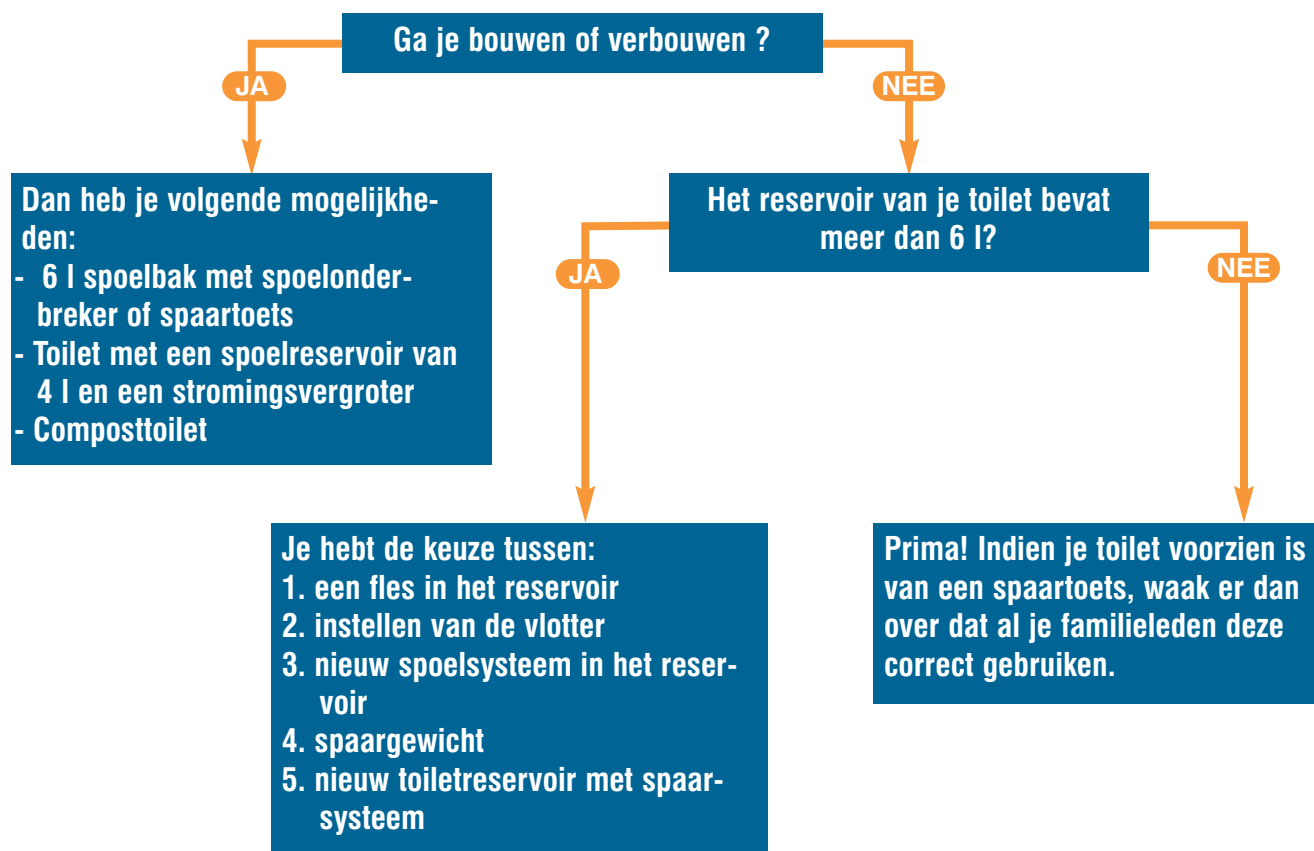 Ga je bouwen of verbouwen ?
JA
NEE
Dan heb je volgende mogelijkhe-
den:
- 6 l spoelbak met spoelonder-
breker of spaartoets
- Toilet met een spoelreservoir van
4 l en een stromingsvergroter
- Composttoilet
Het reservoir van je toilet bevat
meer dan 6 l?
JA
NEE
Je hebt de keuze tussen:
1. een fles in het reservoir
2. instellen van de vlotter
3. nieuw spoelsysteem in het reser-
voir
4. spaargewicht
5. nieuw toiletreservoir met spaar-
systeem
Prima! Indien je toilet voorzien is
van een spaartoets, waak er dan
over dat al je familieleden deze
correct gebruiken.